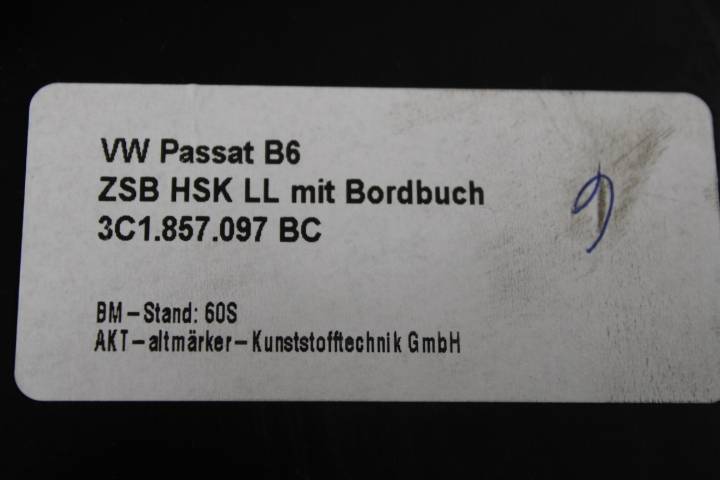 VW Passat B6
ZSB HSK LL mit Bordbuch
3C1.857.097 BC
BM-Stand: 60S
AKT-altmärker-Kunststofftechnik GmbH